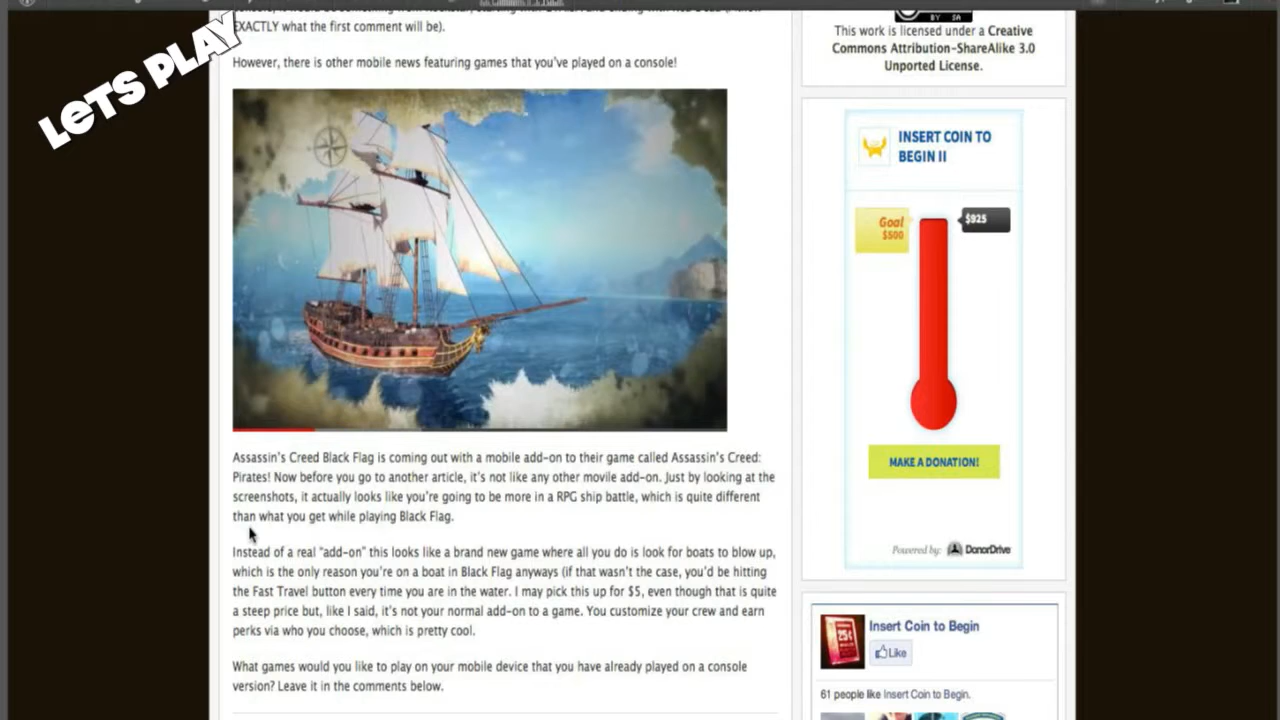 LETS PLAY
EXACTLY what the first comment will be).
However, there is other mobile news featuring games that you've played on a console!
Assassin's Creed Black Flag is coming out with a mobile add-on to their game called Assassin's Creed:
Pirates! Now before you go to another article, it's not like any other movile add-on. Just by looking at the
screenshots, it actually looks like you're going to be more in a RPG ship battle, which is quite different
than what you get while playing Black Flag.
Instead of a real "add-on" this looks like a brand new game where all you do is look for boats to blow up,
which is the only reason you're on a boat in Black Flag anyways (if that wasn't the case, you'd be hitting
the Fast Travel button every time you are in the water. I may pick this up for $5, even though that is quite
a steep price but, like I said, it's not your normal add-on to a game. You customize your crew and earn
perks via who you choose, which is pretty cool.
What games would you like to play on your mobile device that you have already played on a console
version? Leave it in the comments below.
BY SA
This work is licensed under a Creative
Commons Attribution-ShareAlike 3.0
Unported License.
INSERT COIN TO
BEGIN II
Goal
$500
$925
MAKE A DONATION!
Powered by: DonorDrive
25¢
Insert Coin to Begin
Like
61 people like Insert Coin to Begin.